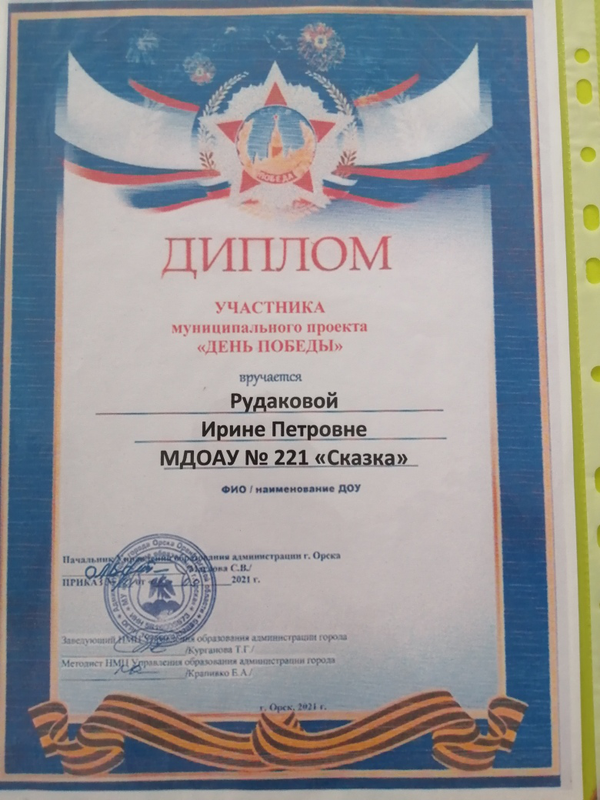 ПОБЕДА
ДИПЛОМ
УЧАСТНИКА
муниципального проекта
«ДЕНЬ ПОБЕДЫ»
вручается
Рудаковой
Ирине Петровне
МДОАУ № 221 «Сказка»
ФИО / наименование ДОУ
Начальник Управления образования администрации г. Орска
С.В./
ПРИКАЗ от 2021 г.
Заведующий НМЦ Управления образования администрации города
/Курганова Т.Г/
Методист НМЦ Управления образования администрации города
/Крапивко Е.А/
г. Орск, 2021 г.